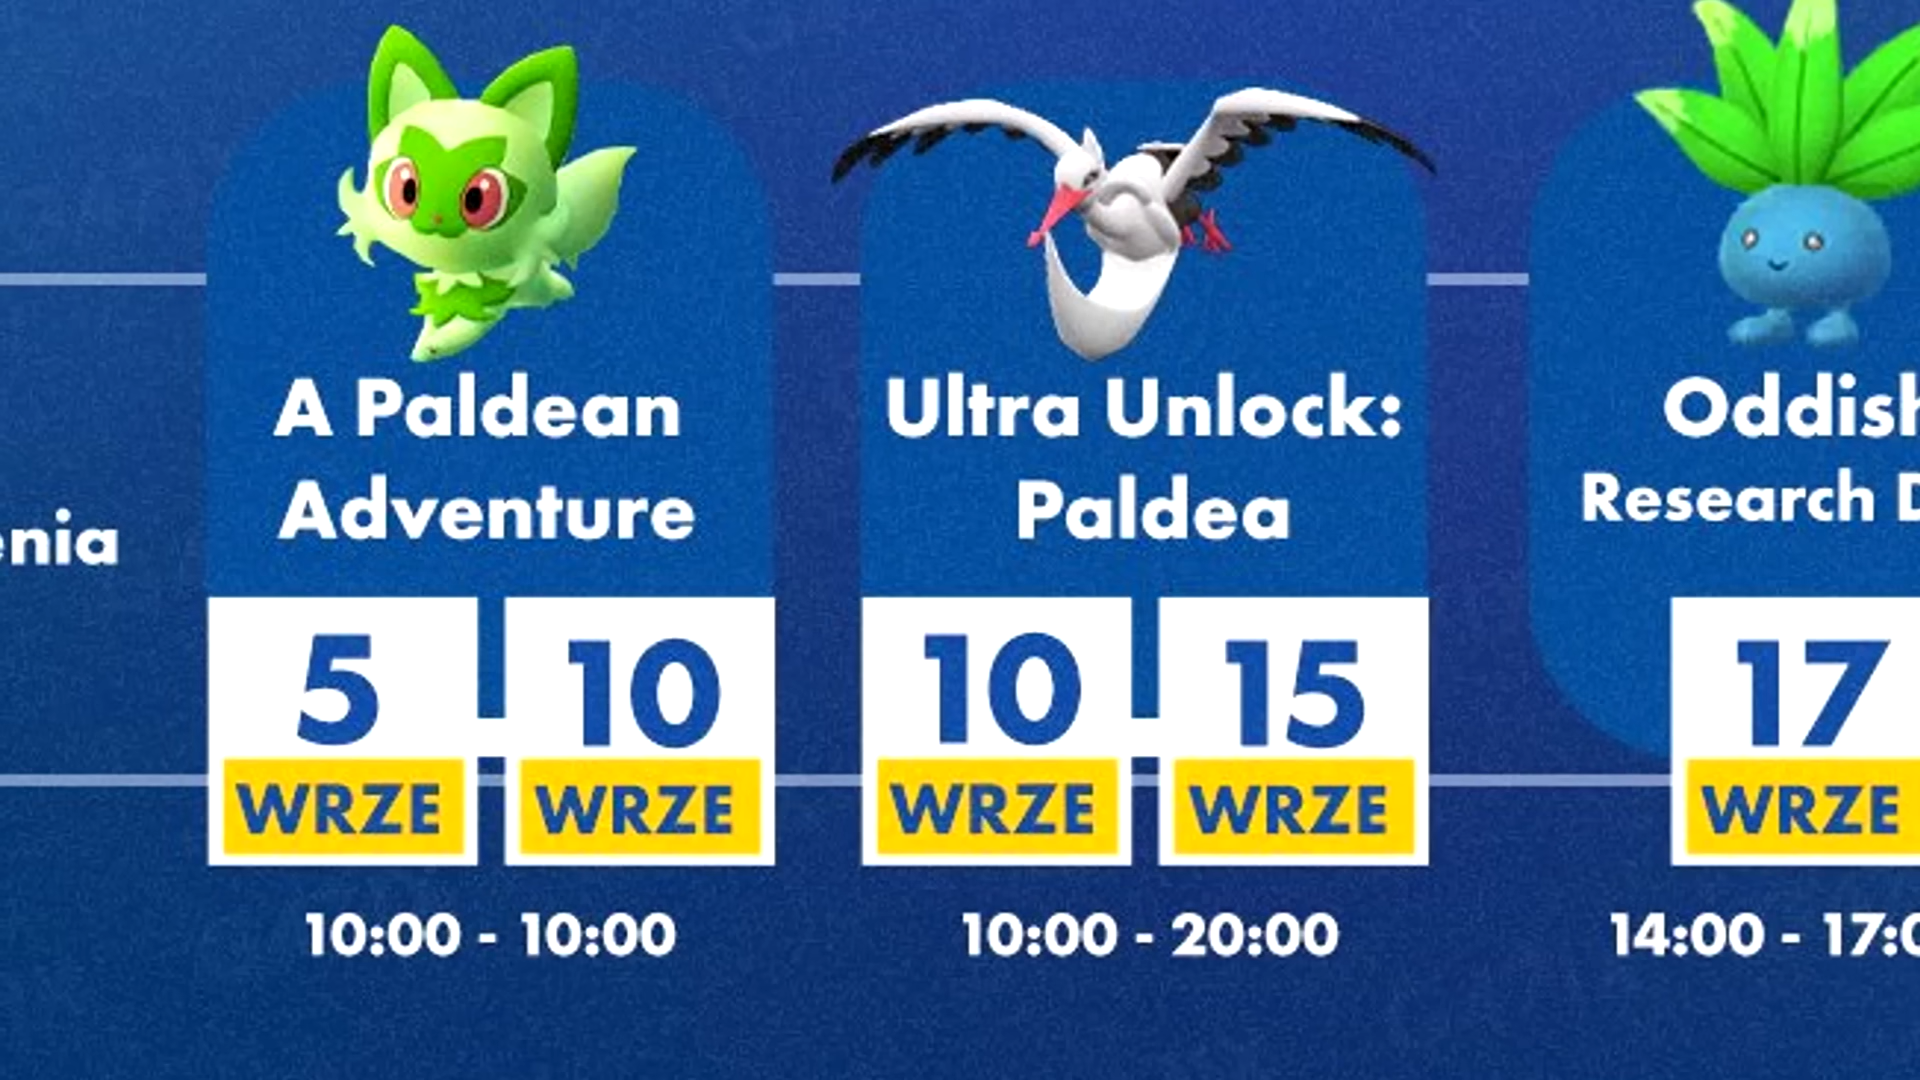 enia
A Paldean
Adventure
5
WRZE
10
WRZE
10:00 - 10:00
Ultra Unlock:
Paldea
10
WRZE
15
WRZE
10:00 - 20:00
Oddish
Research D
17
WRZE
14:00 - 17:0